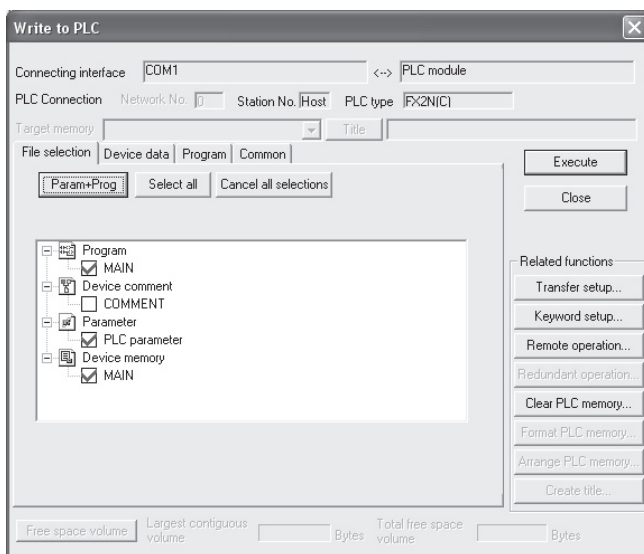 Write to PLC
Connecting interface COM1 <--> PLC module
PLC Connection Network No. 0 Station No. Host PLC type FX2N(C)
Target memory Title
File selection Device data Program Common
Execute
Param+Prog Select all Cancel all selections
Close
Program
MAIN
Device comment
COMMENT
Parameter
PLC parameter
Device memory
MAIN
Related functions
Transfer setup...
Keyword setup...
Remote operation...
Redundant operation...
Clear PLC memory...
Format PLC memory...
Arrange PLC memory...
Create title...
Free space volume Largest contiguous volume Bytes Total free space volume Bytes